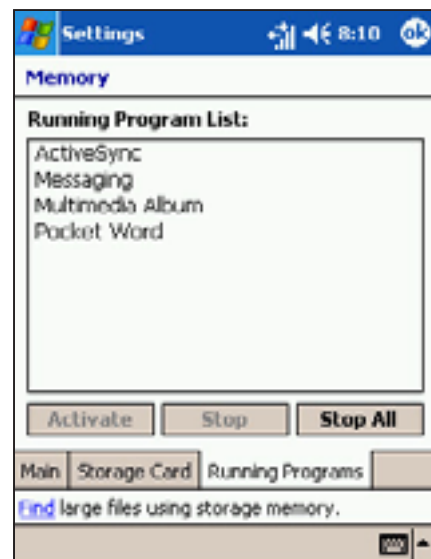 Settings 8:10 ok
Memory
Running Program List:
ActiveSync
Messaging
Multimedia Album
Pocket Word
Activate Stop Stop All
Main Storage Card Running Programs
Find large files using storage memory.